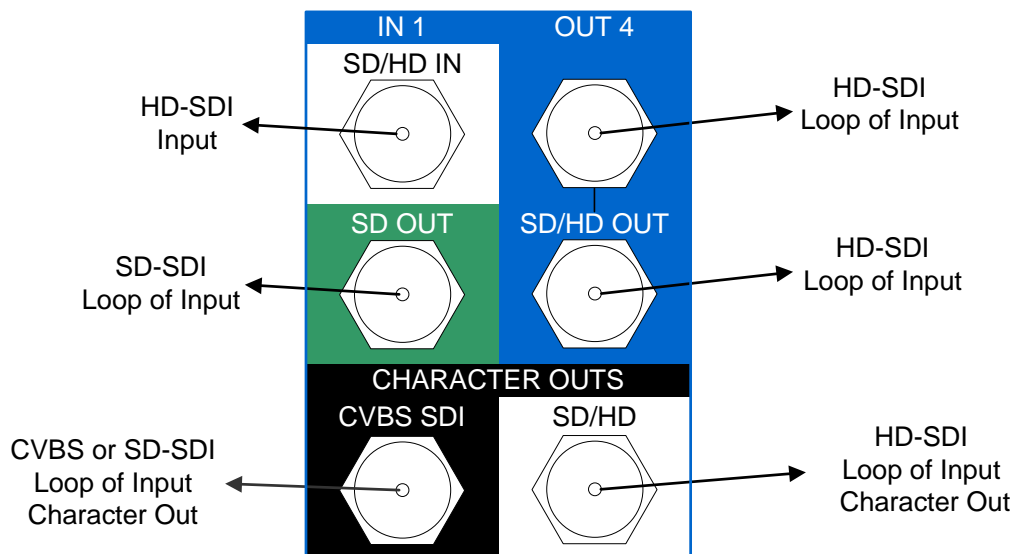 IN 1
OUT 4
SD/HD IN
HD-SDI
Input
HD-SDI
Loop of Input
SD OUT
SD/HD OUT
SD-SDI
Loop of Input
HD-SDI
Loop of Input
CHARACTER OUTS
CVBS SDI
SD/HD
CVBS or SD-SDI
Loop of Input
Character Out
HD-SDI
Loop of Input
Character Out